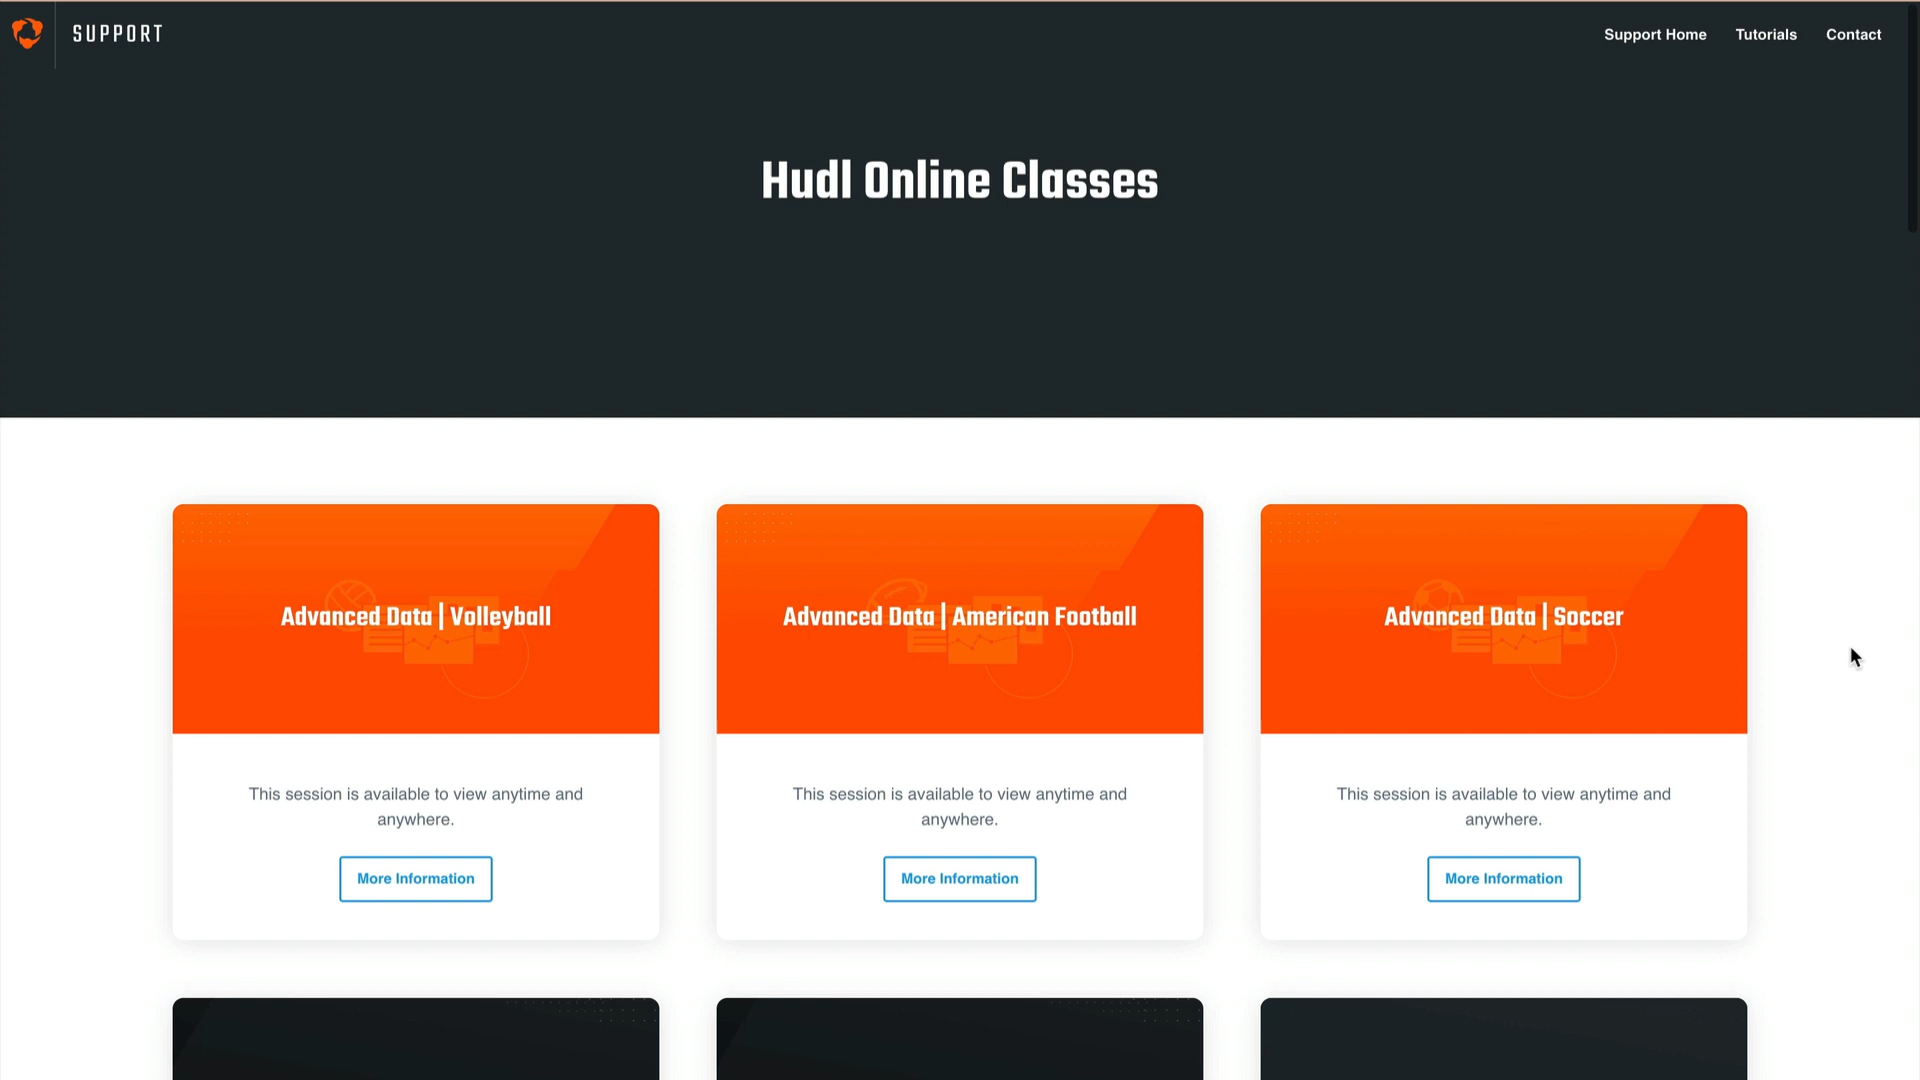 SUPPORT
Support Home
Tutorials
Contact
Hudl Online Classes
Advanced Data | Volleyball
Advanced Data | American Football
Advanced Data | Soccer
This session is available to view anytime and
anywhere.
This session is available to view anytime and
anywhere.
This session is available to view anytime and
anywhere.
More Information
More Information
More Information